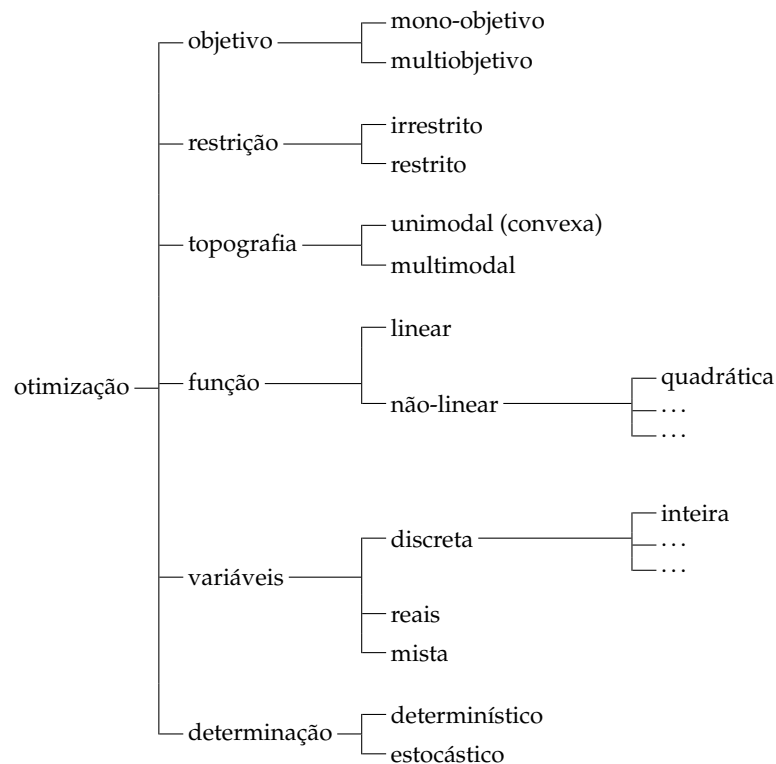 otimização
objetivo
mono-objetivo
multiobjetivo
restrição
irrestrito
restrito
topografia
unimodal (convexa)
multimodal
função
linear
não-linear
quadrática
...
...
variáveis
discreta
inteira
...
...
reais
mista
determinação
determinístico
estocástico